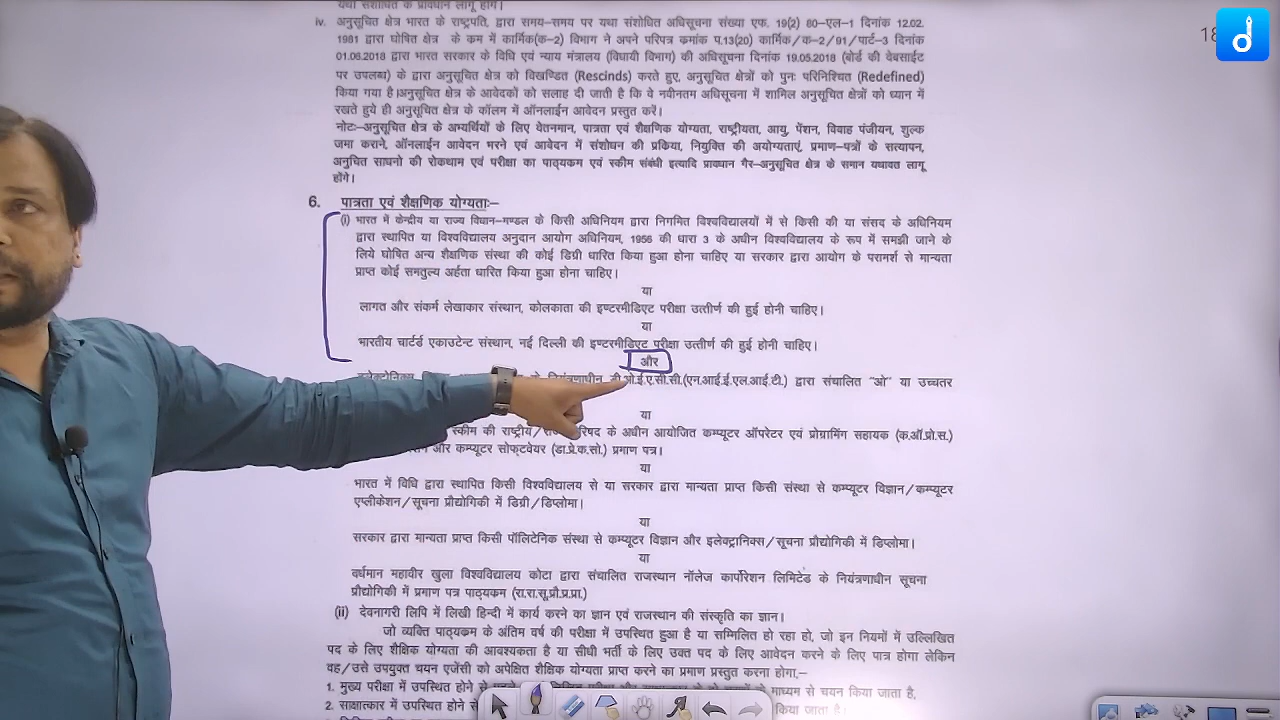 यथा संशोधित के प्रावधान लागू होंगे।
18
d
iv. अनुसूचित क्षेत्र भारत के राष्ट्रपति, द्वारा समय–समय पर यथा संशोधित अधिसूचना संख्या एफ. 19(2) 80–एल–1 दिनांक 12.02.
1981 द्वारा घोषित क्षेत्र के कम में कार्मिक(क–2) विभाग ने अपने परिपत्र कमांक प.13(20) कार्मिक/क–2/91/पार्ट–3 दिनांक
01.06.2018 द्वारा भारत सरकार के विधि एवं न्याय मंत्रालय (विधायी विभाग) की अधिसूचना दिनांक 19.05.2018 (बोर्ड की वेबसाईट
पर उपलब्ध) के द्वारा अनुसूचित क्षेत्र को विखण्डित (Rescinds) करते हुए, अनुसूचित क्षेत्रों को पुनः परिनिश्चित (Redefined)
किया गया है।अनुसूचित क्षेत्र के आवेदकों को सलाह दी जाती है कि वे नवीनतम अधिसूचना में शामिल अनुसूचित क्षेत्रों को ध्यान में
रखते हुये ही अनुसूचित क्षेत्र के कॉलम में ऑनलाईन आवेदन प्रस्तुत करें।
नोटः–अनुसूचित क्षेत्र के अभ्यर्थियों के लिए वेतनमान, पात्रता एवं शैक्षणिक योग्यता, राष्ट्रीयता, आयु, पेंशन, विवाह पंजीयन, शुल्क
जमा कराने, ऑनलाईन आवेदन भरने एवं आवेदन में संशोधन की प्रकिया, नियुक्ति की अयोग्यताएं, प्रमाण–पत्रों के सत्यापन,
अनुचित साधनो की रोकथाम एवं परीक्षा का पाठ्यकम एवं स्कीम संबंधी इत्यादि प्रावधान गैर–अनुसूचित क्षेत्र के समान यथावत लागू
होंगे।
6. पात्रता एवं शैक्षणिक योग्यताः–
(i) भारत में केन्द्रीय या राज्य विधान–मण्डल के किसी अधिनियम द्वारा निगमित विश्वविद्यालयों में से किसी की या संसद के अधिनियम
द्वारा स्थापित या विश्वविद्यालय अनुदान आयोग अधिनियम, 1956 की धारा 3 के अधीन विश्वविद्यालय के रूप में समझी जाने के
लिये घोषित अन्य शैक्षणिक संस्था की कोई डिग्री धारित किया हुआ होना चाहिए या सरकार द्वारा आयोग के परामर्श से मान्यता
प्राप्त कोई समतुल्य अर्हता धारित किया हुआ होना चाहिए।
या
लागत और संकर्म लेखाकार संस्थान, कोलकाता की इण्टरमीडिएट परीक्षा उत्तीर्ण की हुई होनी चाहिए।
या
भारतीय चार्टर्ड एकाउटेन्ट संस्थान, नई दिल्ली की इण्टरमीडिएट परीक्षा उत्तीर्ण की हुई होनी चाहिए।
और
के नियंत्रणाधीन डी.ओ.ई.ए.सी.सी.(एन.आई.ई.एल.आई.टी.) द्वारा संचालित "ओ" या उच्चतर
या
स्कीम की राष्ट्रीय/ के अधीन आयोजित कम्प्यूटर ऑपरेटर एवं प्रोग्रामिंग सहायक (क.ऑ.प्रो.स.)
और कम्प्यूटर सोफ्टवेयर (डा.प्रे.क.सो.) प्रमाण पत्र।
या
भारत में विधि द्वारा स्थापित किसी विश्वविद्यालय से या सरकार द्वारा मान्यता प्राप्त किसी संस्था से कम्प्यूटर विज्ञान/कम्प्यूटर
एप्लीकेशन/सूचना प्रौद्योगिकी में डिग्री/डिप्लोमा।
या
सरकार द्वारा मान्यता प्राप्त किसी पॉलिटेनिक संस्था से कम्प्यूटर विज्ञान और इलेक्ट्रानिक्स/सूचना प्रौद्योगिकी में डिप्लोमा।
या
वर्धमान महावीर खुला विश्वविद्यालय कोटा द्वारा संचालित राजस्थान नॉलेज कार्पोरेशन लिमिटेड के नियंत्रणाधीन सूचना
प्रौद्योगिकी में प्रमाण पत्र पाठ्यकम (रा.रा.सू.प्रौ.प्र.प्रा.)
(ii) देवनागरी लिपि में लिखी हिन्दी में कार्य करने का ज्ञान एवं राजस्थान की संस्कृति का ज्ञान।
जो व्यक्ति पाठ्यकम के अंतिम वर्ष की परीक्षा में उपस्थित हुआ है या सम्मिलित हो रहा हो, जो इन नियमों में उल्लिखित
पद के लिए शैक्षिक योग्यता की आवश्यकता है या सीधी भर्ती के लिए उक्त पद के लिए आवेदन करने के लिए पात्र होगा लेकिन
वह/उसे उपयुक्त चयन एजेंसी को अपेक्षित शैक्षिक योग्यता प्राप्त करने का प्रमाण प्रस्तुत करना होगा,–
1. मुख्य परीक्षा में उपस्थित होने से माध्यम से चयन किया जाता है,
2. साक्षात्कार में उपस्थित होने से किया जाता है।